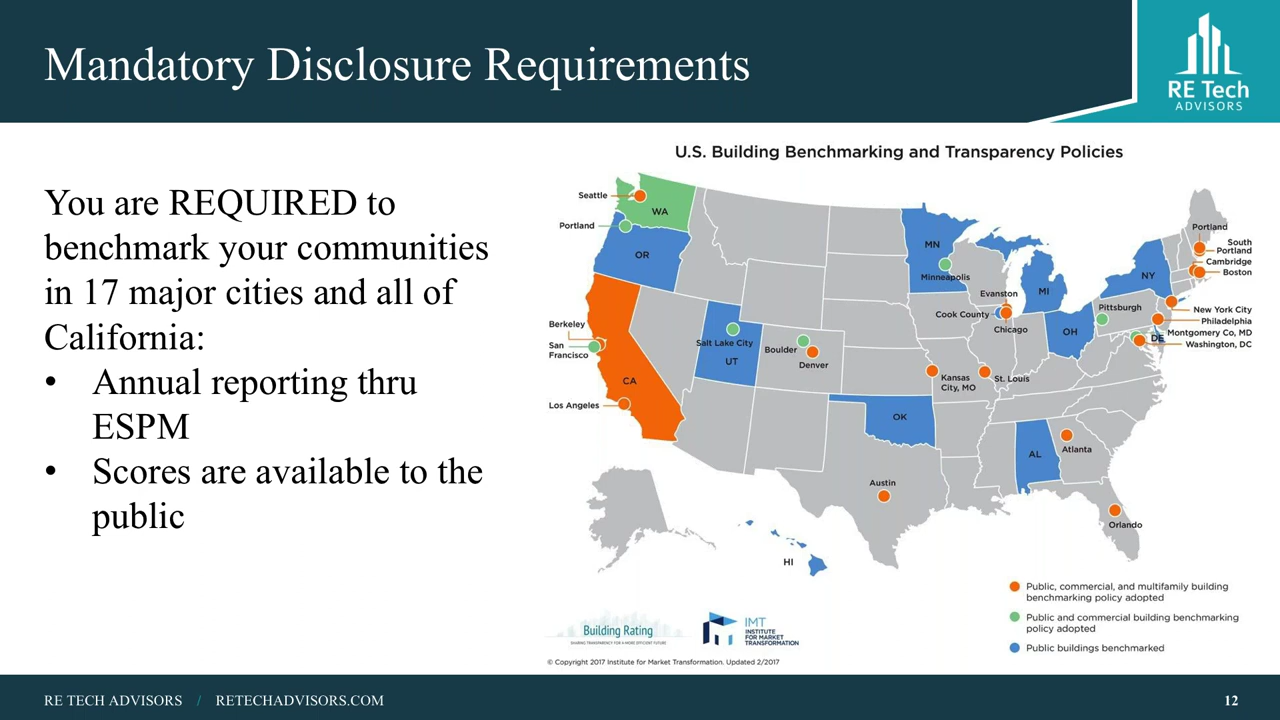 Mandatory Disclosure Requirements
RE Tech
ADVISORS
You are REQUIRED to
benchmark your communities
in 17 major cities and all of
California:
• Annual reporting thru
ESPM
• Scores are available to the
public
U.S. Building Benchmarking and Transparency Policies
Seattle
WA
Portland
OR
MN
Minneapolis
Evanston
MI
Cook County
Chicago
NY
Portland
South
Portland
Cambridge
Boston
Pittsburgh
New York City
Philadelphia
Montgomery Co, MD
DE
Washington, DC
OH
Berkeley
San
Francisco
CA
Los Angeles
Salt Lake City
UT
Boulder
Denver
Kansas
City, MO
St. Louis
OK
AL
Atlanta
Austin
Orlando
HI
Public, commercial, and multifamily building
benchmarking policy adopted
Public and commercial building benchmarking
policy adopted
Public buildings benchmarked
Building Rating
SHARING TRANSPARENCY FOR A MORE EFFICIENT FUTURE
IMT
INSTITUTE
FOR MARKET
TRANSFORMATION
© Copyright 2017 Institute for Market Transformation. Updated 2/2017
RE TECH ADVISORS / RETECHADVISORS.COM
12